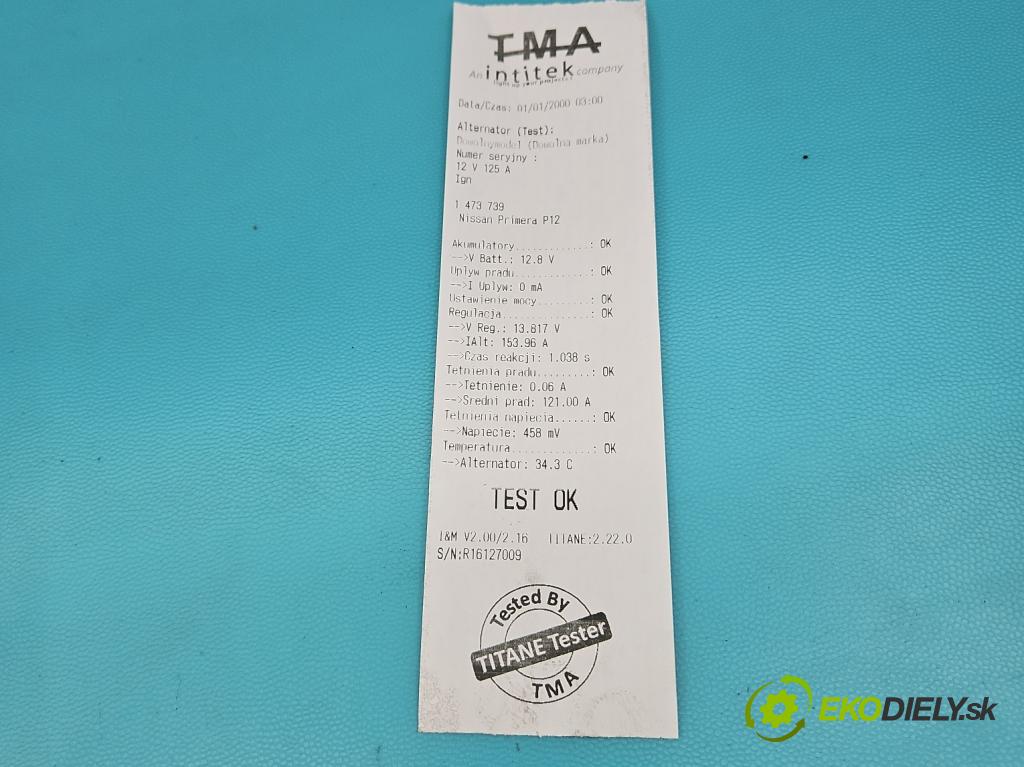 TMA
An intitek company
light up your projects!
Data/Czas: 01/01/2000 03:00
Alternator (Test):
Dowolnymodel (Dowolna marka)
Numer seryjny :
12 V 125 A
Ign
1 473 739
Nissan Primera P12
Akumulatory............: OK
-->V Batt.: 12.8 V
Uplyw pradu............: OK
-->I Uplyw: 0 mA
Ustawienie mocy........: OK
Regulacja..............: OK
-->V Reg.: 13.817 V
-->IAlt: 153.96 A
-->Czas reakcji: 1.038 s
Tetnienia pradu........: OK
-->Tetnienie: 0.06 A
-->Sredni prad: 121.00 A
Tetnienia napiecia.....: OK
-->Napiecie: 458 mV
Temperatura............: OK
-->Alternator: 34.3 C
TEST OK
I&M V2.00/2.16 TITANE:2.22.0
S/N:R16127009
Tested By
TITANE Tester
TMA
EKODIELY.sk